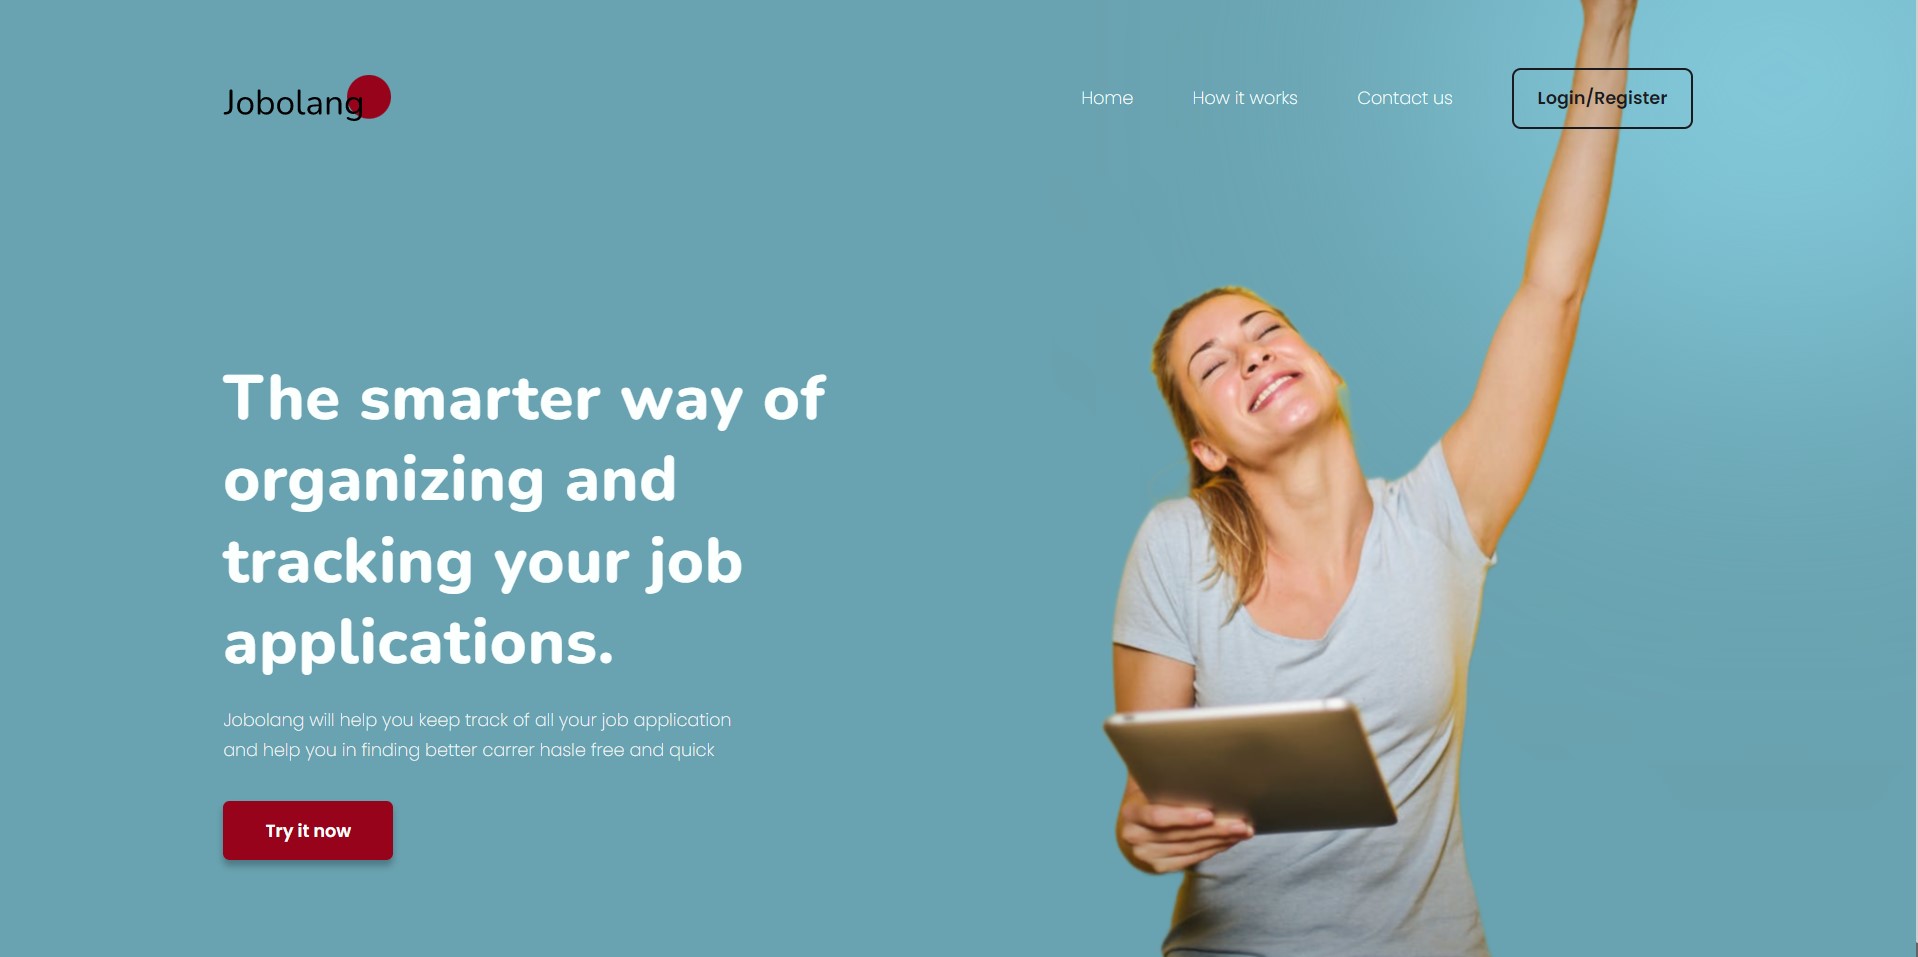 Jobolang
Home
How it works
Contact us
Login/Register
The smarter way of
organizing and
tracking your job
applications.
Jobolang will help you keep track of all your job application
and help you in finding better carrer hasle free and quick
Try it now